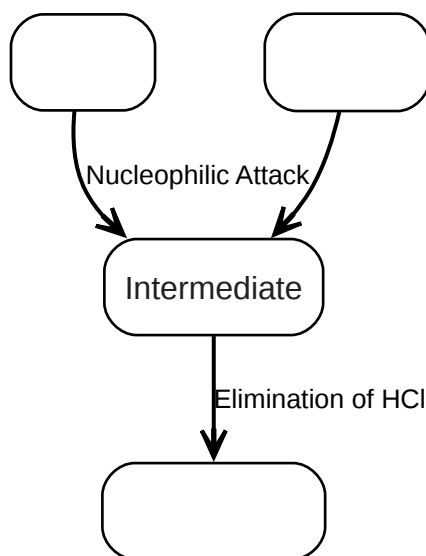 Nucleophilic Attack
Intermediate
Elimination of HCl